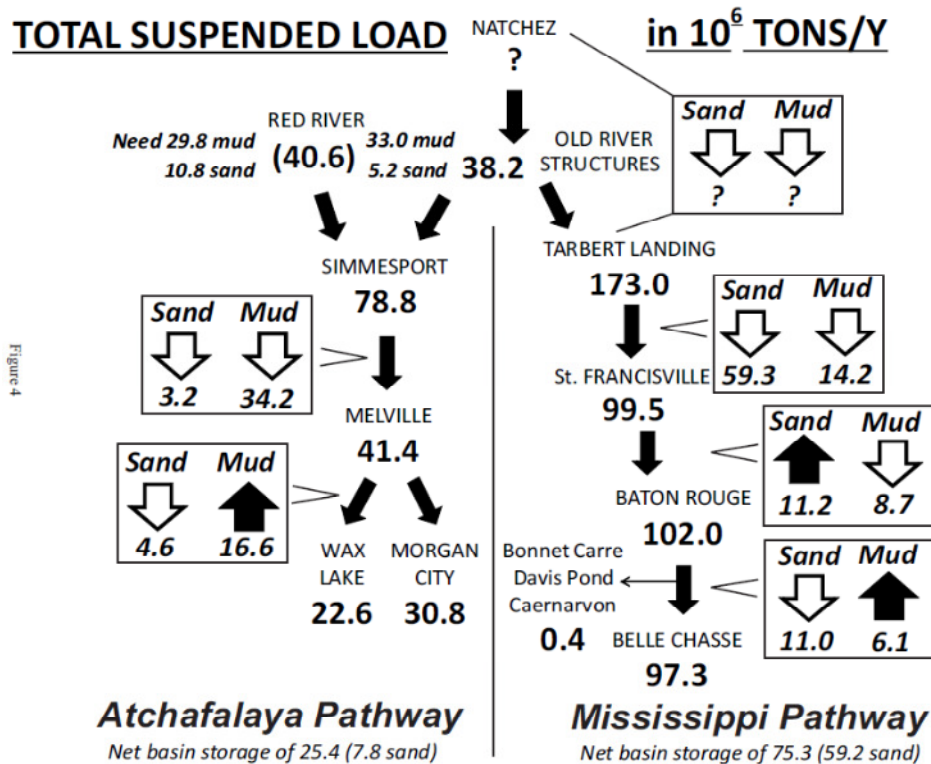 TOTAL SUSPENDED LOAD
in 10⁶ TONS/Y
NATCHEZ
?
Sand Mud
? ?
RED RIVER
Need 29.8 mud
10.8 sand
(40.6)
33.0 mud
5.2 sand
38.2
OLD RIVER
STRUCTURES
SIMMESPORT
78.8
Sand Mud
3.2 34.2
MELVILLE
41.4
Sand Mud
4.6 16.6
WAX
LAKE
22.6
MORGAN
CITY
30.8
Atchafalaya Pathway
Net basin storage of 25.4 (7.8 sand)
TARBERT LANDING
173.0
Sand Mud
59.3 14.2
St. FRANCISVILLE
99.5
Sand Mud
11.2 8.7
BATON ROUGE
102.0
Bonnet Carre
Davis Pond
Caernarvon
0.4
Sand Mud
11.0 6.1
BELLE CHASSE
97.3
Mississippi Pathway
Net basin storage of 75.3 (59.2 sand)
Figure 4